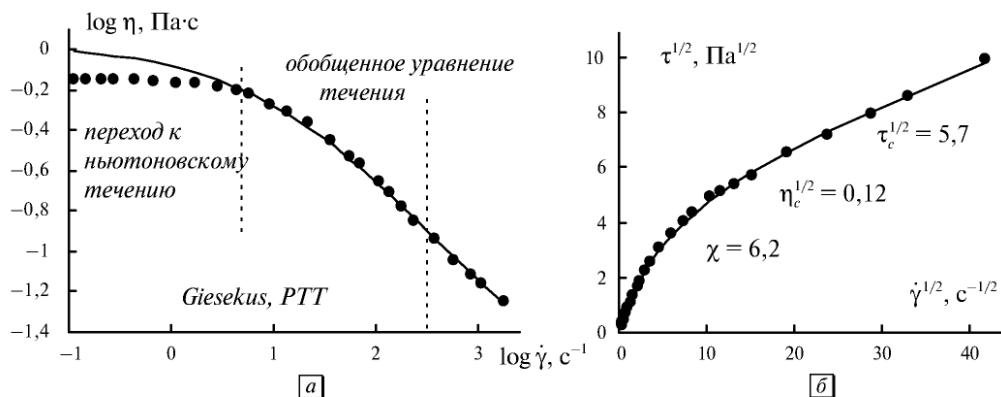 log η, Па·с
0
−0,2
−0,4
−0,6
−0,8
−1
−1,2
−1,4
−1
0
1
2
3
log γ̇, с⁻¹
обобщенное уравнение
течения
переход к
ньютоновскому
течению
Giesekus, PTT
а
τ^1/2, Па^1/2
10
8
6
4
2
0
0
10
20
30
40
τ_c^1/2 = 5,7
η_c^1/2 = 0,12
χ = 6,2
γ̇^1/2, с^−1/2
б